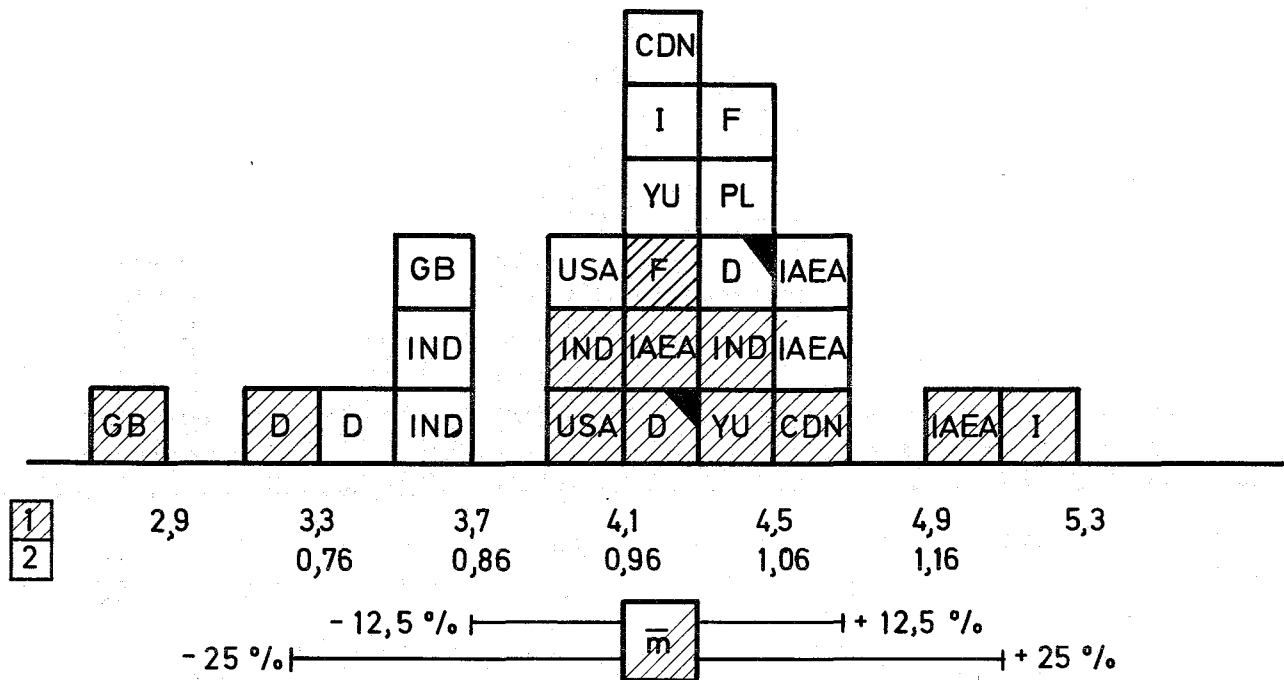 CDN
I F
YU PL
GB USA F D IAEA
IND IND IAEA IND IAEA
GB D D IND USA D YU CDN IAEA I
1 2,9 3,3 3,7 4,1 4,5 4,9 5,3
2 0,76 0,86 0,96 1,06 1,16
- 12,5 % m̅ + 12,5 %
- 25 % + 25 %